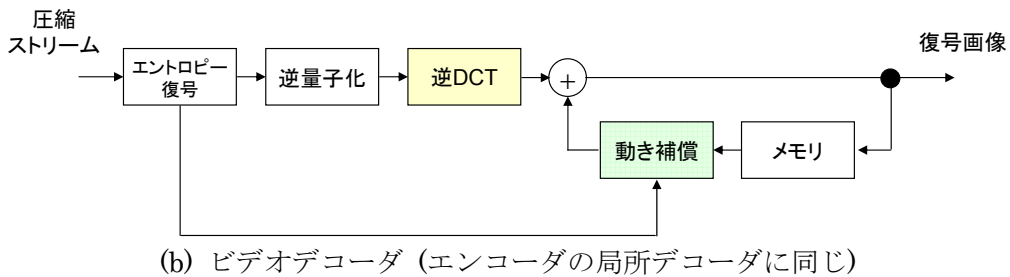 圧縮
ストリーム
復号画像
エントロピー
復号
逆量子化
逆DCT
+
動き補償
メモリ
(b) ビデオデコーダ (エンコーダの局所デコーダに同じ)